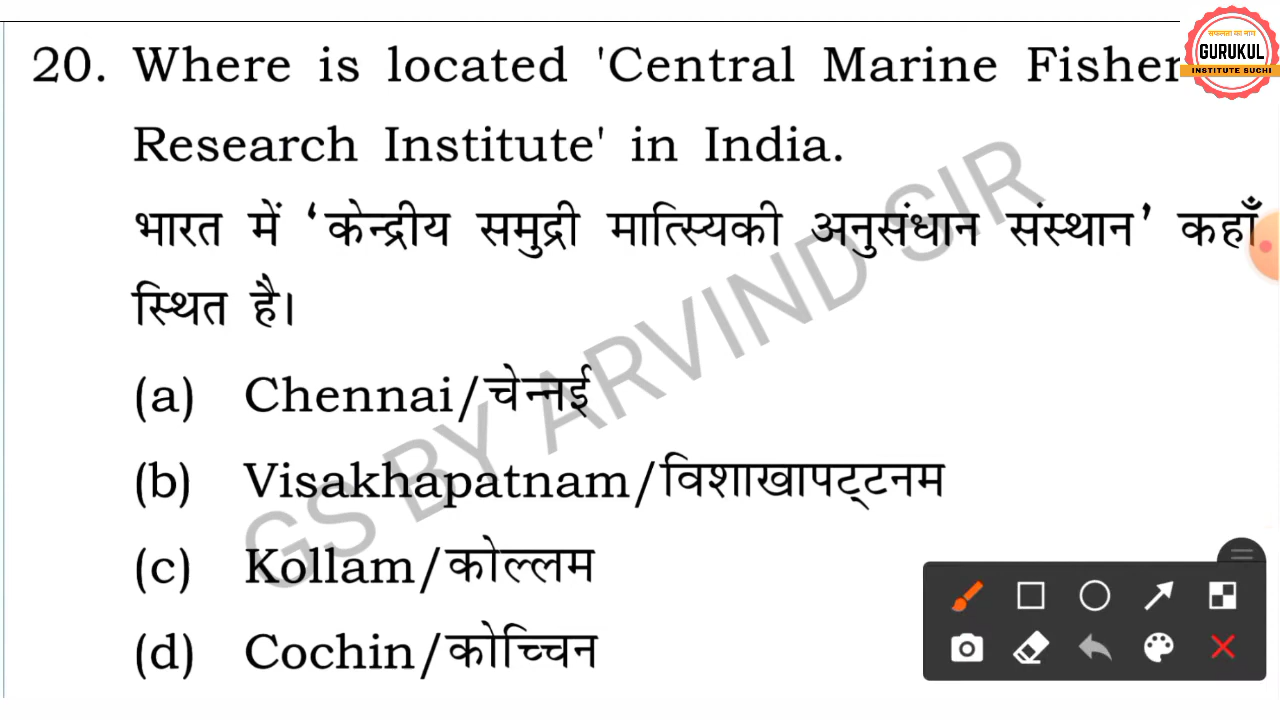 सफलता का मार्ग
GURUKUL
INSTITUTE SUCHI
20. Where is located 'Central Marine Fisher
Research Institute' in India.
भारत में ‘केन्द्रीय समुद्री मात्स्यिकी अनुसंधान संस्थान’ कहाँ
स्थित है।
(a) Chennai/चेन्नई
(b) Visakhapatnam/विशाखापट्टनम
(c) Kollam/कोल्लम
(d) Cochin/कोच्चिन
GS BY ARVIND SIR